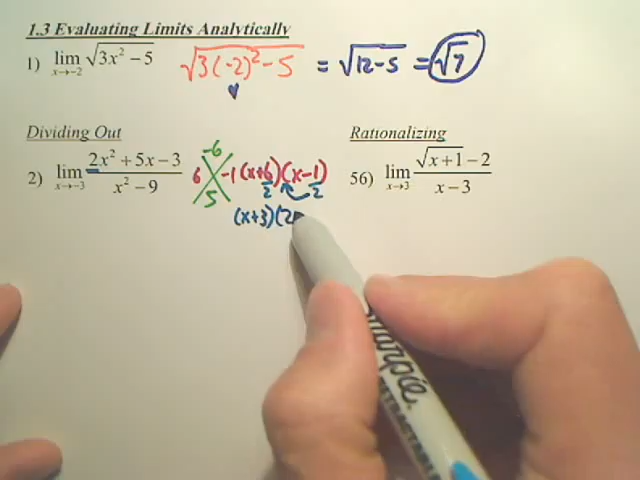 1.3 Evaluating Limits Analytically
1) lim x→-2 √(3x² - 5) √(3(-2)² - 5) = √(12-5) = √7
Dividing Out
2) lim x→-3 (2x² + 5x - 3)/(x² - 9) -6 6 -1 5 (x+6/2)(x-1/2)
(x+3)(2
Rationalizing
56) lim x→3 (√(x+1) - 2)/(x - 3)
Sharpie
RETRACTABLE